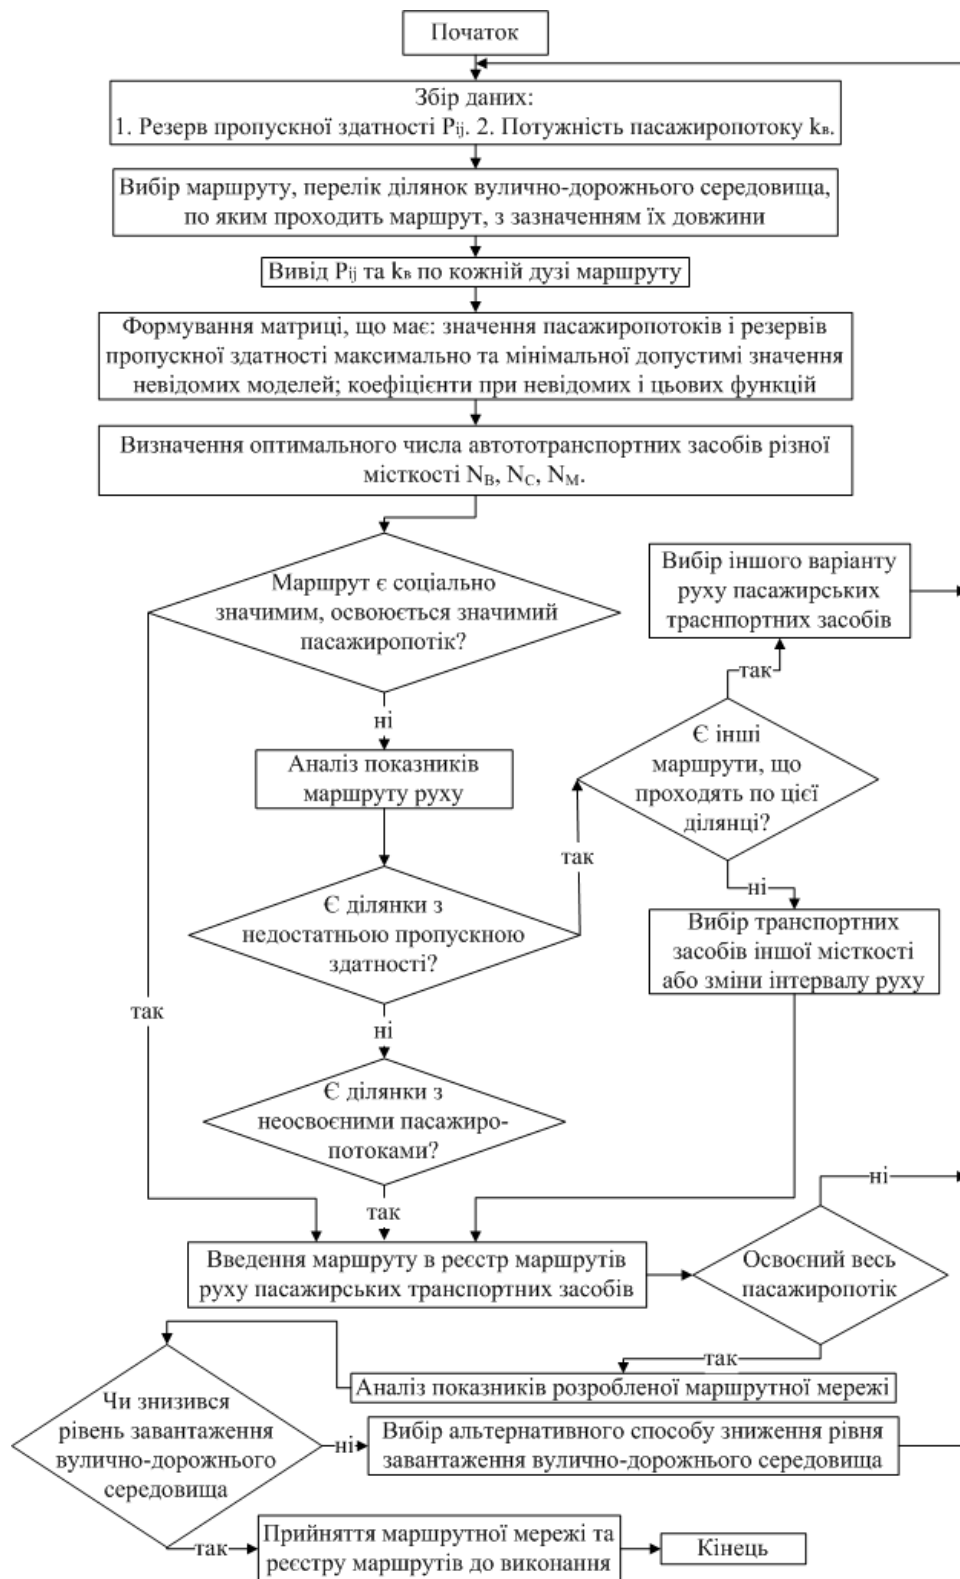 Початок
Збір даних:
1. Резерв пропускної здатності Pij. 2. Потужність пасажиропотоку kв.
Вибір маршруту, перелік ділянок вулично-дорожнього середовища,
по яким проходить маршрут, з зазначенням їх довжини
Вивід Pij та kв по кожній дузі маршруту
Формування матриці, що має: значення пасажиропотоків і резервів
пропускної здатності максимально та мінімальної допустимі значення
невідомих моделей; коефіцієнти при невідомих і цьових функцій
Визначення оптимального числа автототранспортних засобів різної
місткості NВ, NС, NМ.
Маршрут є соціально
значимим, освоюється значимий
пасажиропотік?
Вибір іншого варіанту
руху пасажирських
траснпортних засобів
так
ні
Аналіз показників
маршруту руху
Є інші
маршрути, що
проходять по цієї
ділянці?
так
ні
Є ділянки з
недостатньою пропускною
здатності?
Вибір транспортних
засобів іншої місткості
або зміни інтервалу руху
так
ні
Є ділянки з
неосвоєними пасажиро-
потоками?
ні
так
Введення маршруту в реєстр маршрутів
руху пасажирських транспортних засобів
Освоєний весь
пасажиропотік
так
Аналіз показників розробленої маршрутної мережі
Чи знизився
рівень завантаження
вулично-дорожнього
середовища
ні
Вибір альтернативного способу зниження рівня
завантаження вулично-дорожнього середовища
так
Прийняття маршрутної мережі та
реєстру маршрутів до виконання
Кінець